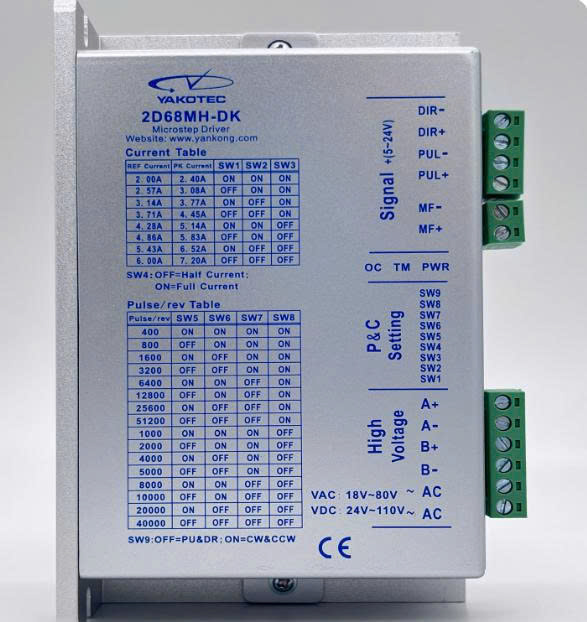 YAKOTEC
2D68MH-DK
Microstep Driver
Website: www.yankong.com
Current Table
REF Current PK Current SW1 SW2 SW3
2. 00A 2. 40A ON ON ON
2. 57A 3. 08A OFF ON ON
3. 14A 3. 77A ON OFF ON
3. 71A 4. 45A OFF OFF ON
4. 28A 5. 14A ON ON OFF
4. 86A 5. 83A OFF ON OFF
5. 43A 6. 52A ON OFF OFF
6. 00A 7. 20A OFF OFF OFF
SW4: OFF=Half Current;
ON=Full Current
Pulse/rev Table
Pulse/rev SW5 SW6 SW7 SW8
400 ON ON ON ON
800 OFF ON ON ON
1600 ON OFF ON ON
3200 OFF OFF ON ON
6400 ON ON OFF ON
12800 OFF ON OFF ON
25600 ON OFF OFF ON
51200 OFF OFF OFF ON
1000 ON ON ON OFF
2000 OFF ON ON OFF
4000 ON OFF ON OFF
5000 OFF OFF ON OFF
8000 ON ON OFF OFF
10000 OFF ON OFF OFF
20000 ON OFF OFF OFF
40000 OFF OFF OFF OFF
SW9:OFF=PU&DR; ON=CW&CCW
Signal +(5~24V)
DIR-
DIR+
PUL-
PUL+
MF-
MF+
OC TM PWR
P&C
Setting
SW9
SW8
SW7
SW6
SW5
SW4
SW3
SW2
SW1
High
Voltage
A+
A-
B+
B-
VAC: 18V~80V ~ AC
VDC: 24V~110V ~ AC
CE